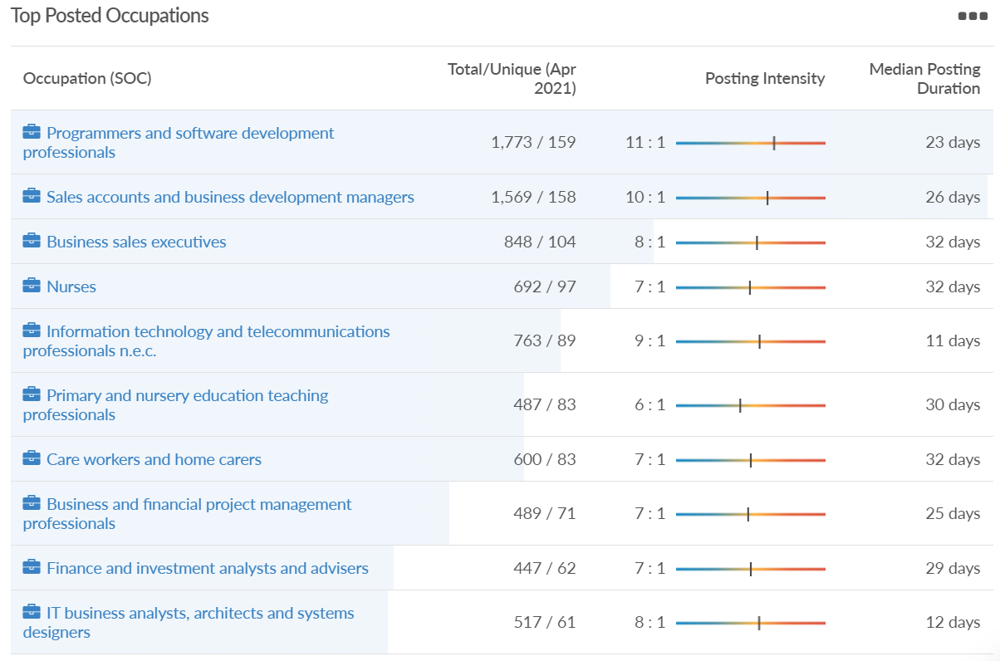 Top Posted Occupations
Occupation (SOC)
Total/Unique (Apr
2021)
Posting Intensity
Median Posting
Duration
Programmers and software development
professionals
1,773 / 159
11 : 1
23 days
Sales accounts and business development managers
1,569 / 158
10 : 1
26 days
Business sales executives
848 / 104
8 : 1
32 days
Nurses
692 / 97
7 : 1
32 days
Information technology and telecommunications
professionals n.e.c.
763 / 89
9 : 1
11 days
Primary and nursery education teaching
professionals
487 / 83
6 : 1
30 days
Care workers and home carers
600 / 83
7 : 1
32 days
Business and financial project management
professionals
489 / 71
7 : 1
25 days
Finance and investment analysts and advisers
447 / 62
7 : 1
29 days
IT business analysts, architects and systems
designers
517 / 61
8 : 1
12 days